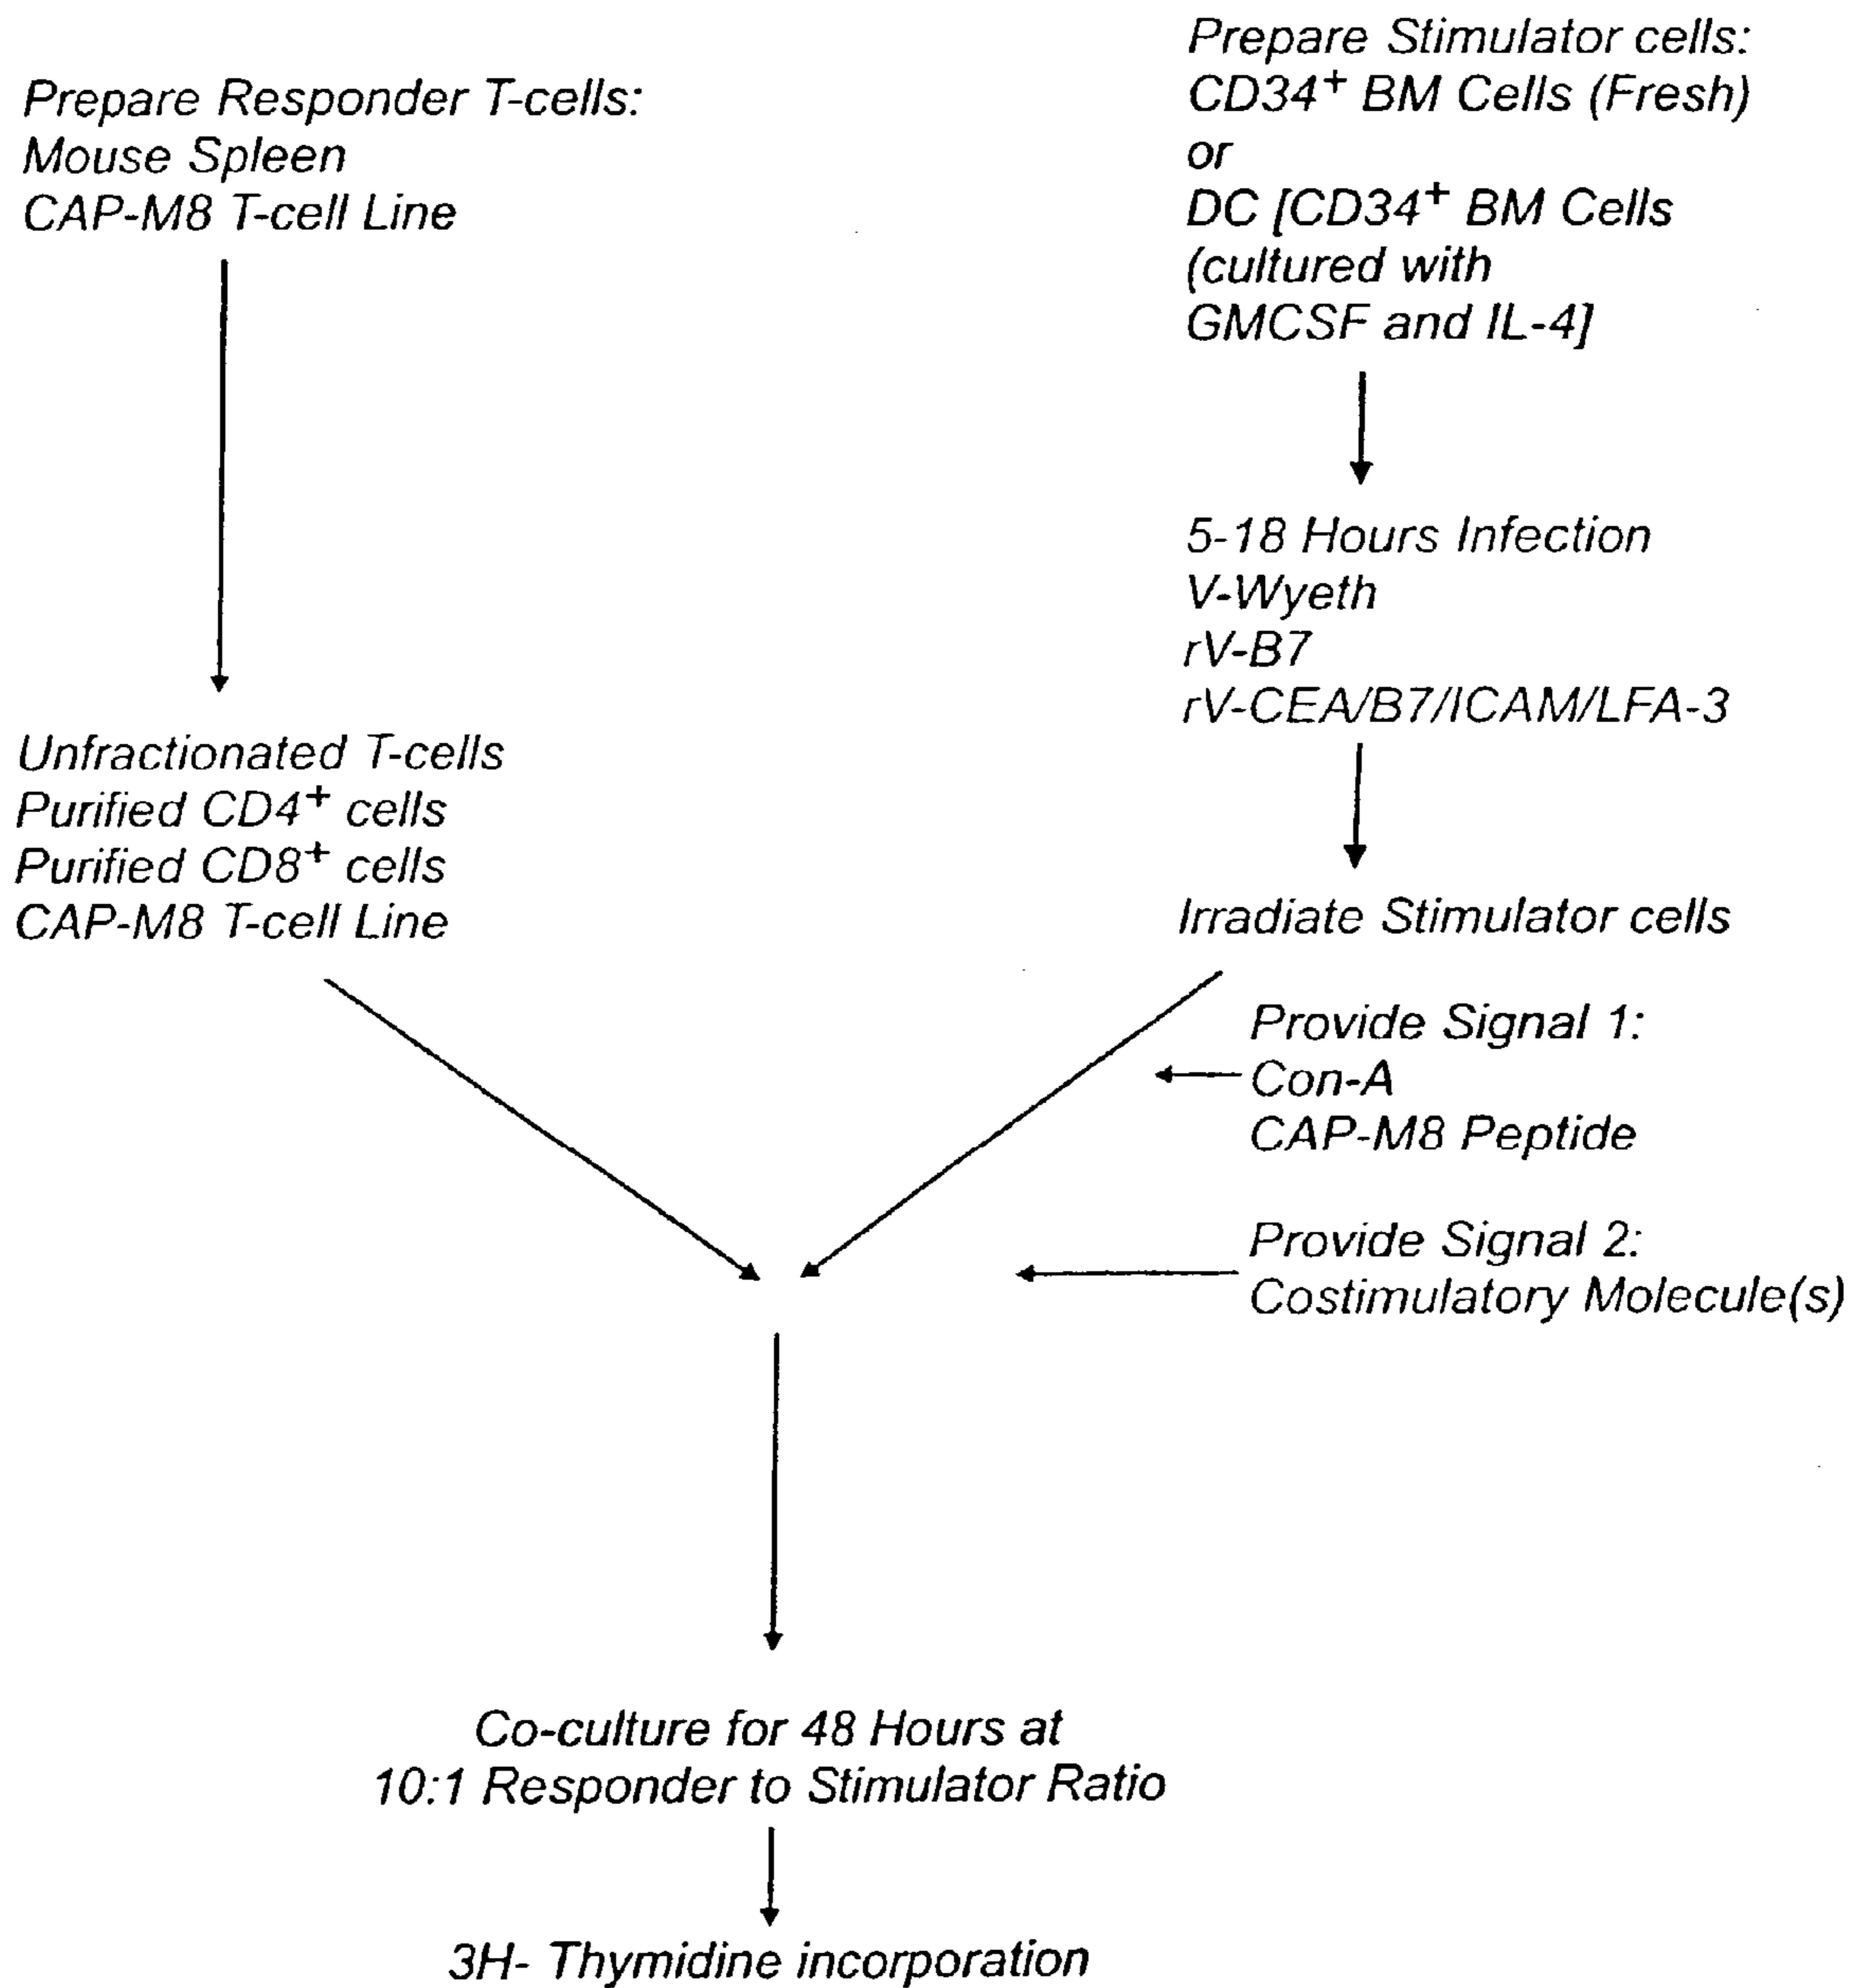 Prepare Responder T-cells:
Mouse Spleen
CAP-M8 T-cell Line
Prepare Stimulator cells:
CD34+ BM Cells (Fresh)
or
DC [CD34+ BM Cells
(cultured with
GMCSF and IL-4]
5-18 Hours Infection
V-Wyeth
rV-B7
rV-CEA/B7/ICAM/LFA-3
Unfractionated T-cells
Purified CD4+ cells
Purified CD8+ cells
CAP-M8 T-cell Line
Irradiate Stimulator cells
Provide Signal 1:
Con-A
CAP-M8 Peptide
Provide Signal 2:
Costimulatory Molecule(s)
Co-culture for 48 Hours at
10:1 Responder to Stimulator Ratio
3H- Thymidine incorporation